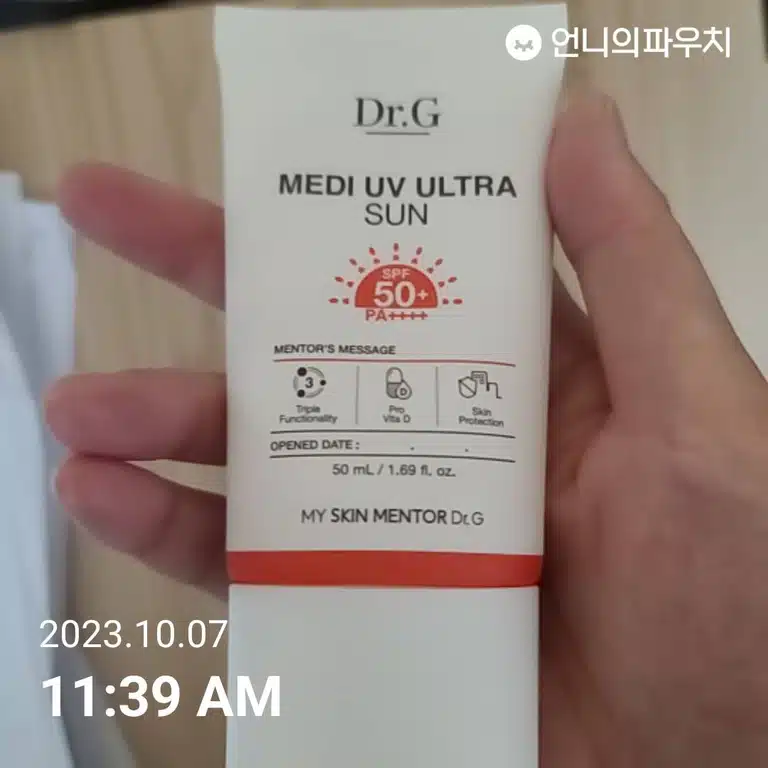 언니의파우치
Dr.G
MEDI UV ULTRA
SUN
SPF
50+
PA++++
MENTOR'S MESSAGE
3
Triple
Functionality
D
Pro
Vita D
Skin
Protection
OPENED DATE : . .
50 mL / 1.69 fl. oz.
MY SKIN MENTOR Dr.G
2023.10.07
11:39 AM